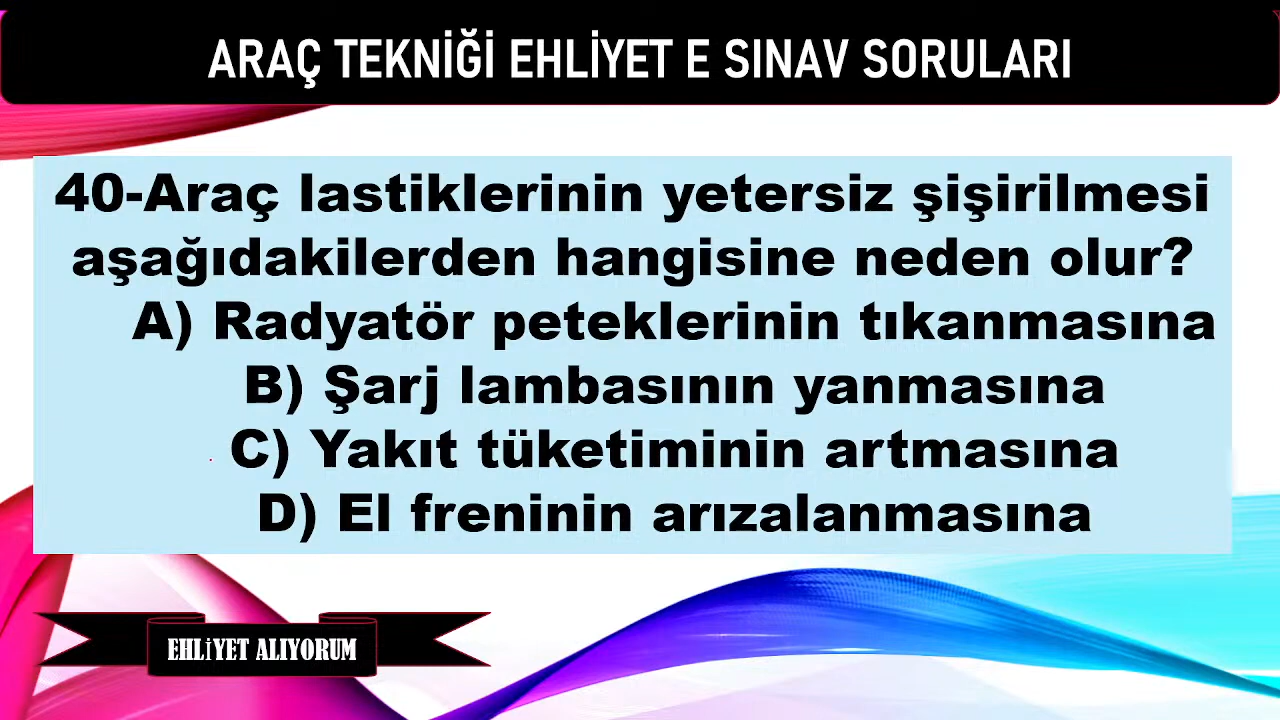 ARAÇ TEKNİĞİ EHLİYET E SINAV SORULARI
40-Araç lastiklerinin yetersiz şişirilmesi
aşağıdakilerden hangisine neden olur?
A) Radyatör peteklerinin tıkanmasına
B) Şarj lambasının yanmasına
C) Yakıt tüketiminin artmasına
D) El freninin arızalanmasına
EHLİYET ALIYORUM